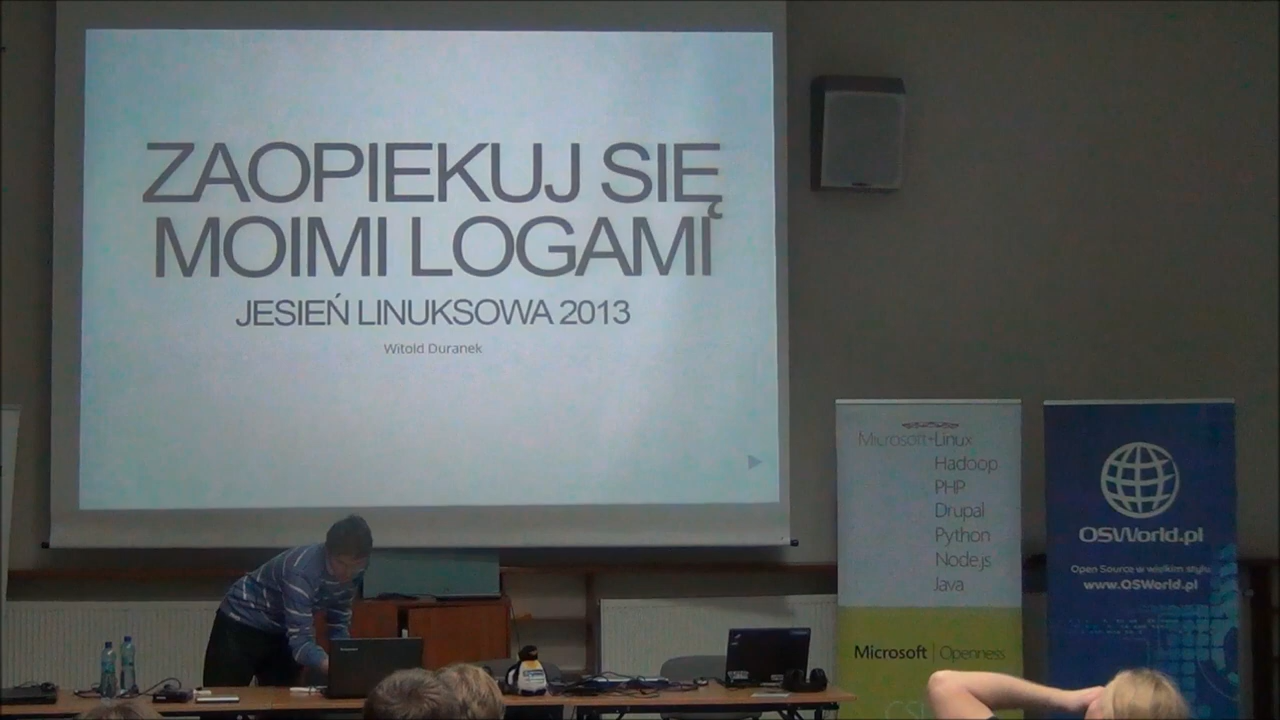 ZAOPIEKUJ SIĘ
MOIMI LOGAMI
JESIEŃ LINUKSOWA 2013
Witold Duranek
Microsoft+Linux
Hadoop
PHP
Drupal
Python
Node.js
Java
Microsoft | Openness
OSWorld.pl
Open Source w wielkim stylu
www.OSWorld.pl